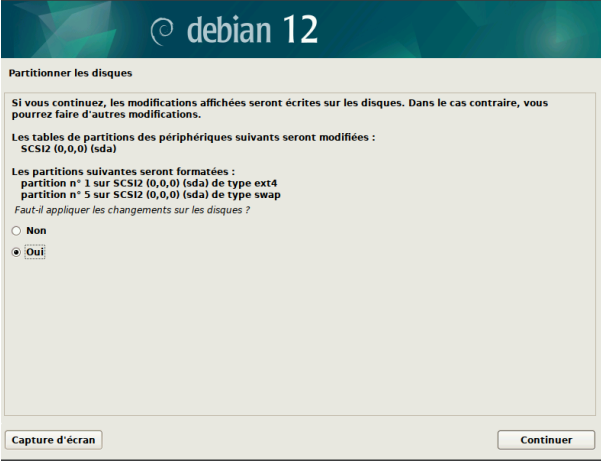 debian 12
Partitionner les disques
Si vous continuez, les modifications affichées seront écrites sur les disques. Dans le cas contraire, vous
pourrez faire d'autres modifications.
Les tables de partitions des périphériques suivants seront modifiées :
SCSI2 (0,0,0) (sda)
Les partitions suivantes seront formatées :
partition n° 1 sur SCSI2 (0,0,0) (sda) de type ext4
partition n° 5 sur SCSI2 (0,0,0) (sda) de type swap
Faut-il appliquer les changements sur les disques ?
Non
Oui
Capture d'écran
Continuer